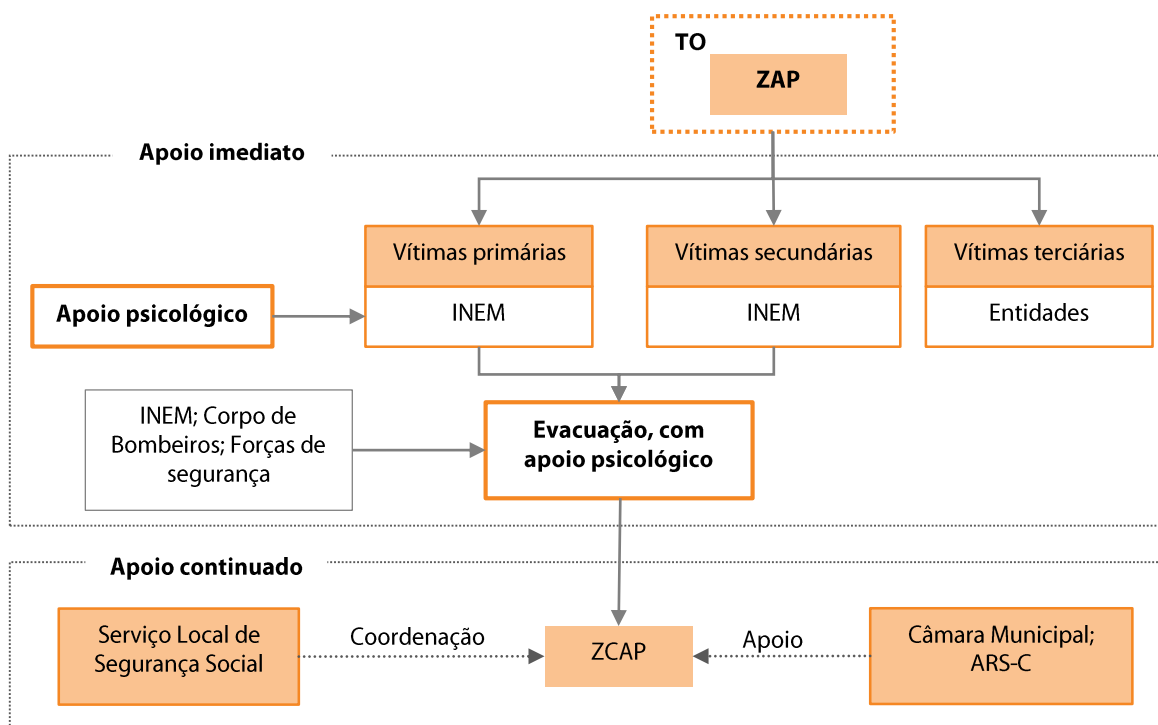 TO
ZAP
Apoio imediato
Vítimas primárias
Vítimas secundárias
Vítimas terciárias
Apoio psicológico
INEM
INEM
Entidades
INEM; Corpo de
Bombeiros; Forças de
segurança
Evacuação, com
apoio psicológico
Apoio continuado
Serviço Local de
Segurança Social
Coordenação
ZCAP
Apoio
Câmara Municipal;
ARS-C